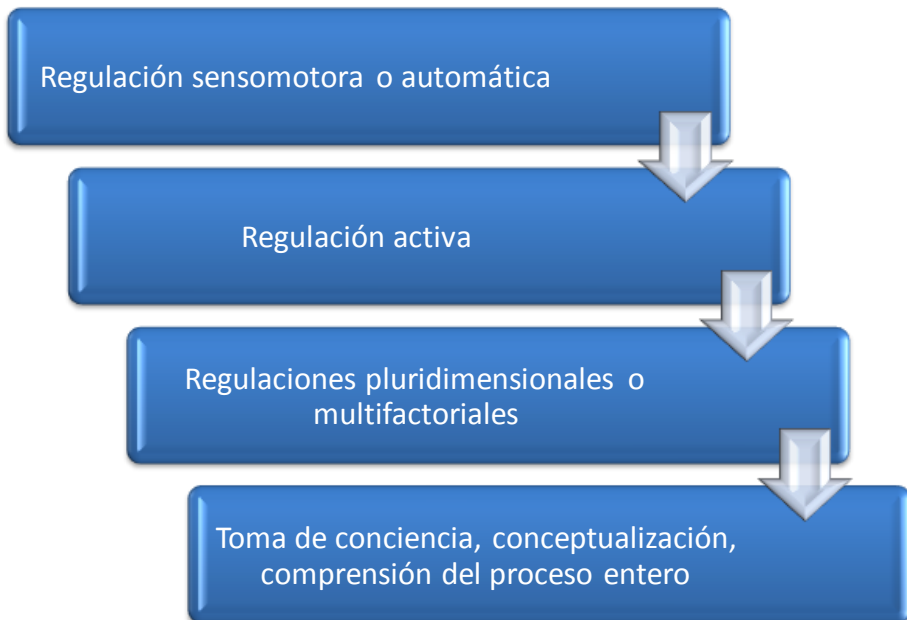 Regulación sensomotora o automática
Regulación activa
Regulaciones pluridimensionales o
multifactoriales
Toma de conciencia, conceptualización,
comprensión del proceso entero